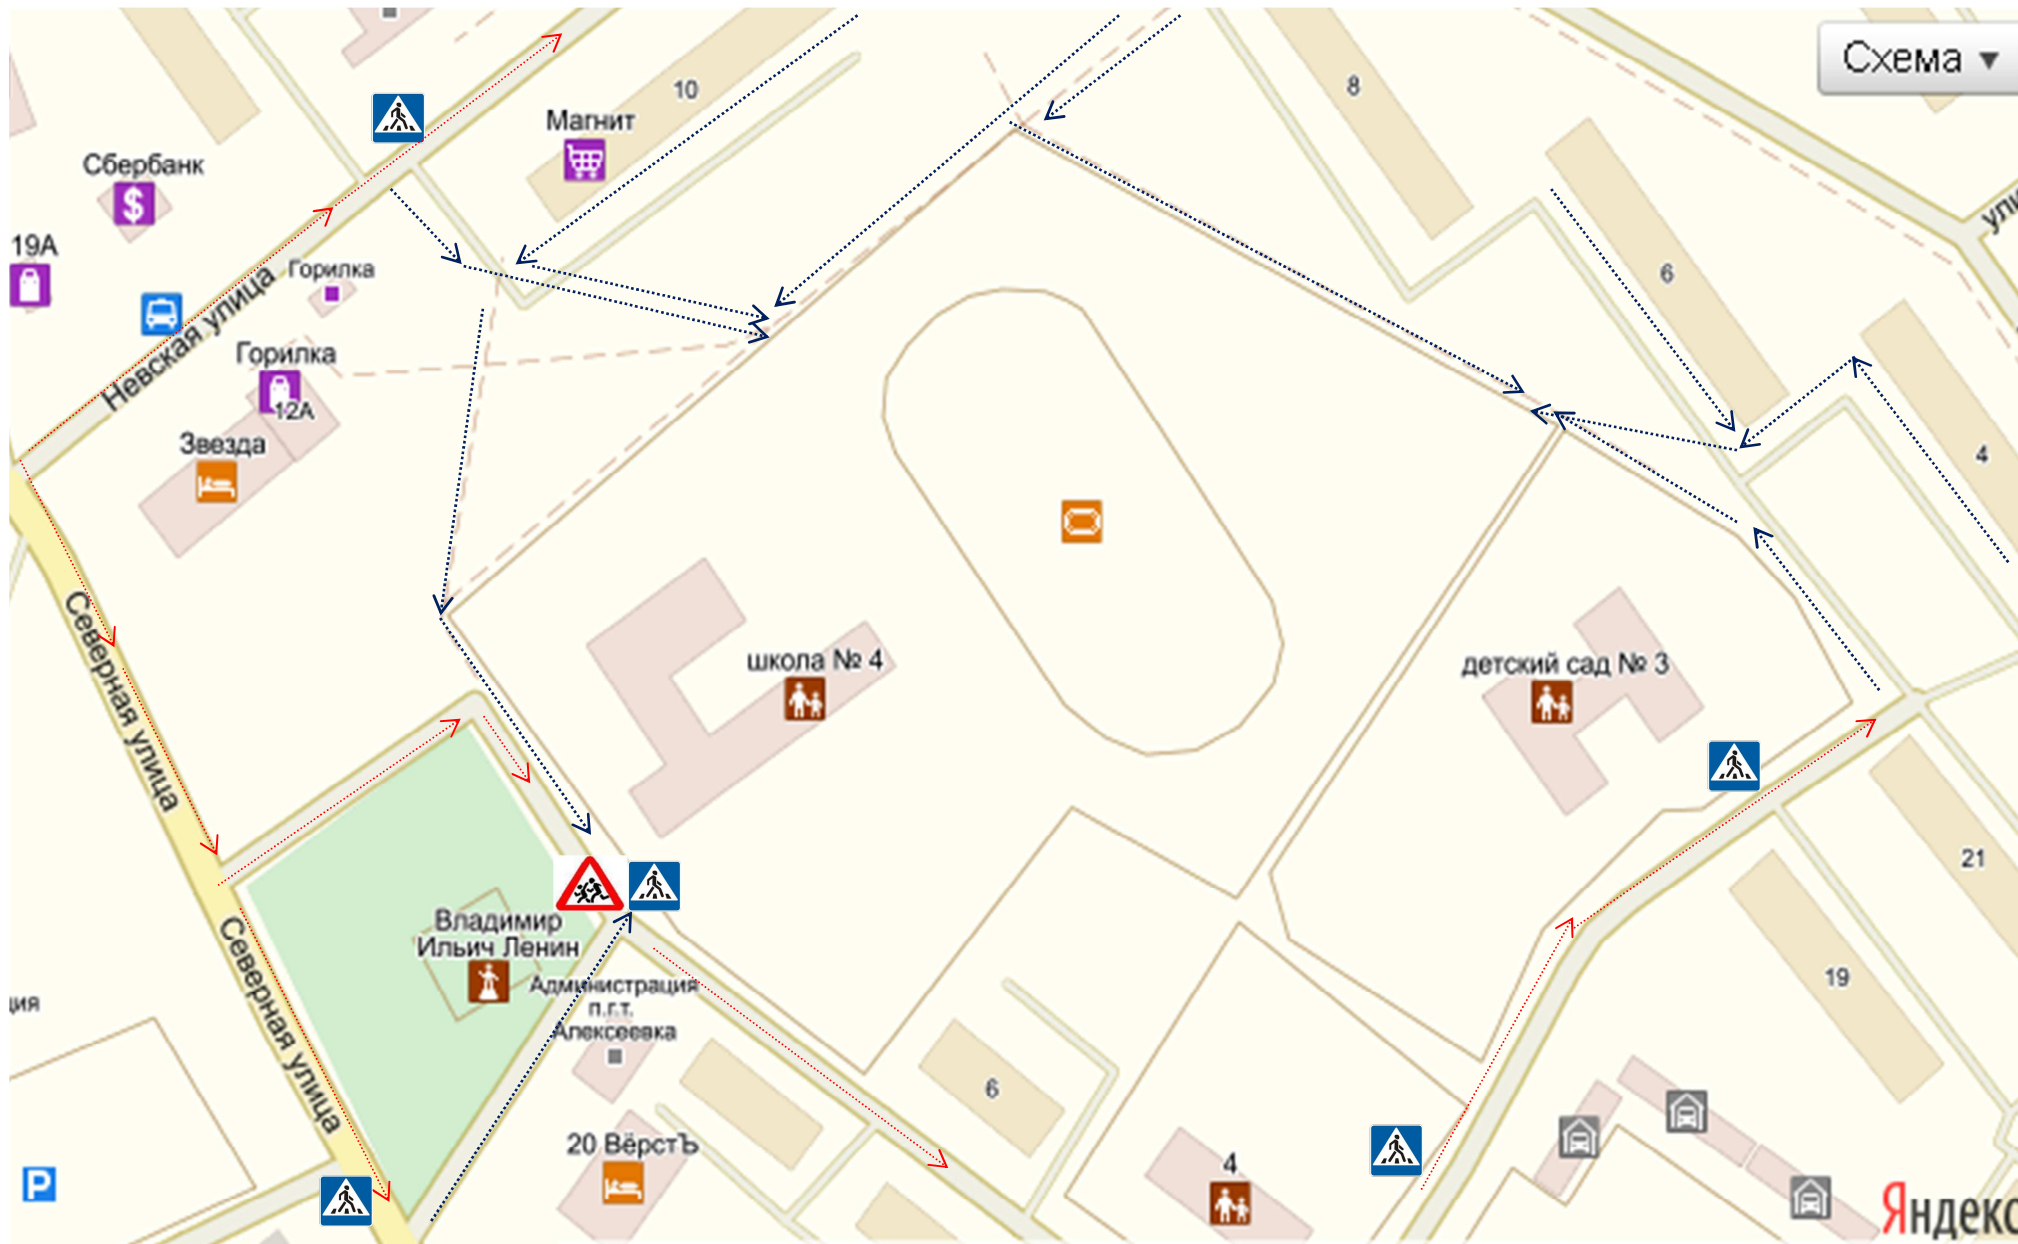 Схема
10
8
Магнит
Сбербанк
$
19А
Горилка
6
Невская улица
Горилка
12А
Звезда
4
Северная улица
школа № 4
детский сад № 3
21
Владимир
Ильич Ленин
Северная улица
Администрация
п.г.т.
Алексеевка
19
6
20 ВёрстЪ
4
P
Яндекс